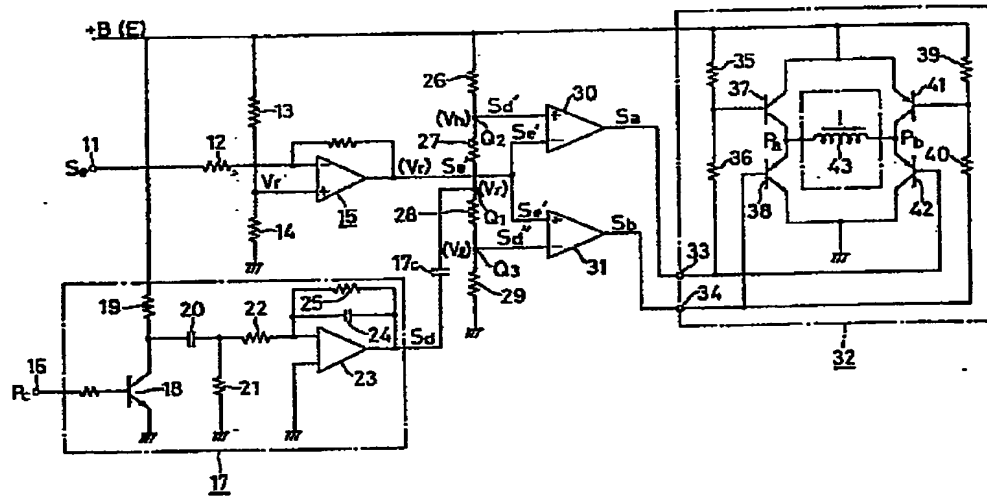 +B (E)
26
35
39
37
41
Sd'
30
(Vh)
Sa
13
27
Q2
Se'
I
11
12
Se
Pa
Pb
43
36
40
(Vr)
Se'
Vr
15
(Vr)
Q1
38
42
14
28
Se'
Sb
Sd"
(Vℓ)
31
33
17c
Q3
34
29
32
19
20
22
25
24
Sd
16
Pc
18
21
23
17